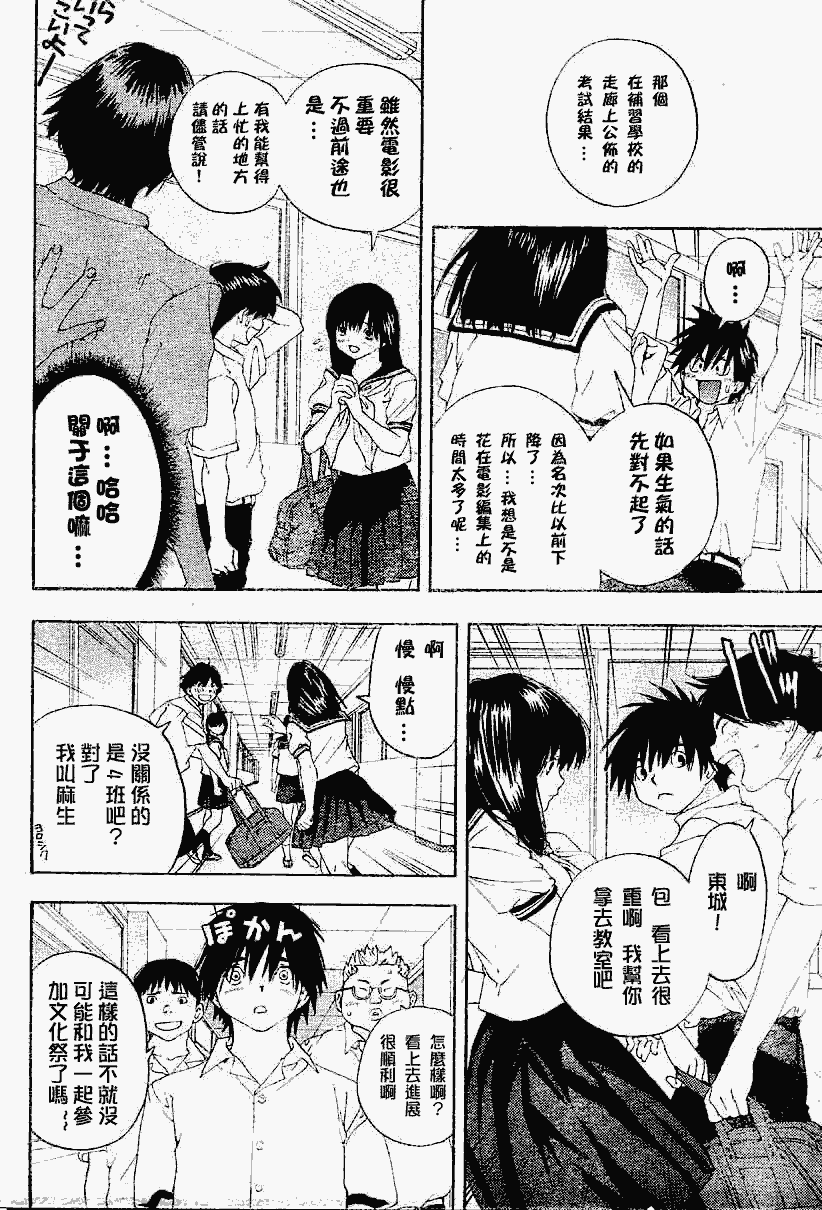 那個
在補習學校的
走廊上公佈的
考試結果…
啊…
如果生氣的話
先對不起了
因為名次比以前下
降了…
所以…我想是不是
花在電影編集上的
時間太多了呢…
雖然電影很
重要
不過前途也
是…
有我能幫得
上忙的地方
的話
請儘管說！
啊…哈哈
關于這個嘛…
啊
東城！
包 看上去很
重啊 我幫你
拿去教室吧
啊
慢 慢點…
沒關係的
是4班吧？
對了
我叫麻生
ヨロシク
ぽかん
怎麼樣啊？
看上去進展
很順利啊
這樣的話不就沒
可能和我一起參
加文化祭了嗎~~